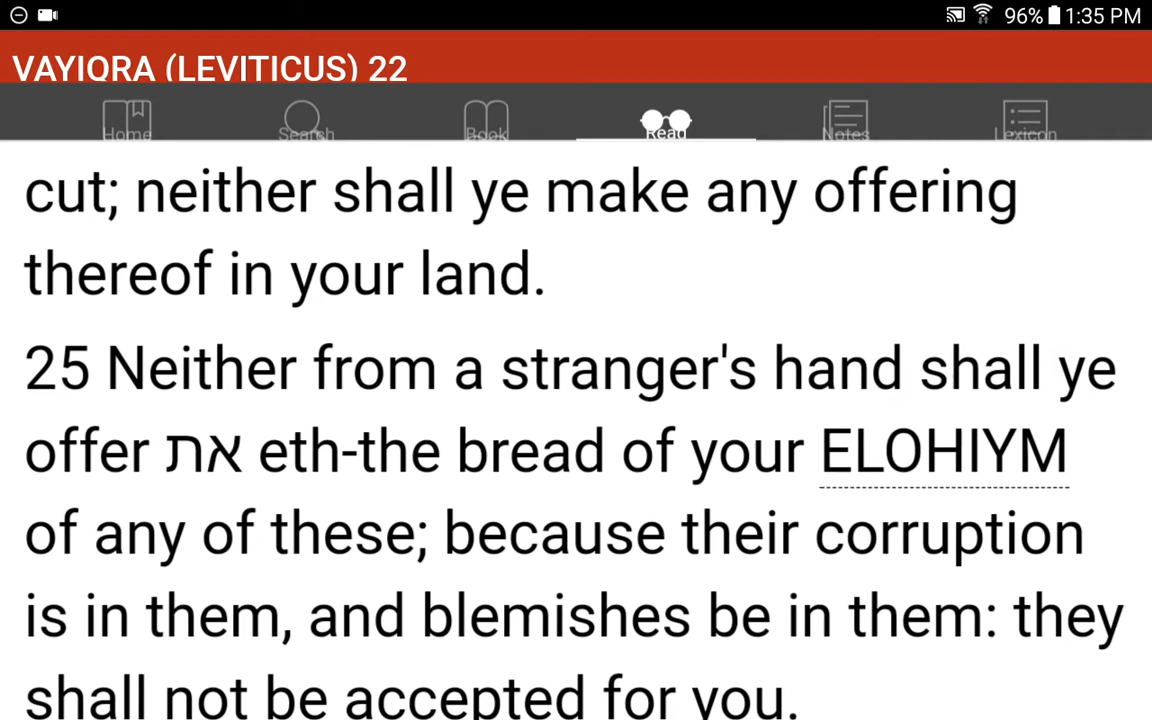 96% 1:35 PM
VAYIQRA (LEVITICUS) 22
Home Search Book Read Notes Lexicon
cut; neither shall ye make any offering
thereof in your land.
25 Neither from a stranger's hand shall ye
offer את eth-the bread of your ELOHIYM
of any of these; because their corruption
is in them, and blemishes be in them: they
shall not be accepted for you.